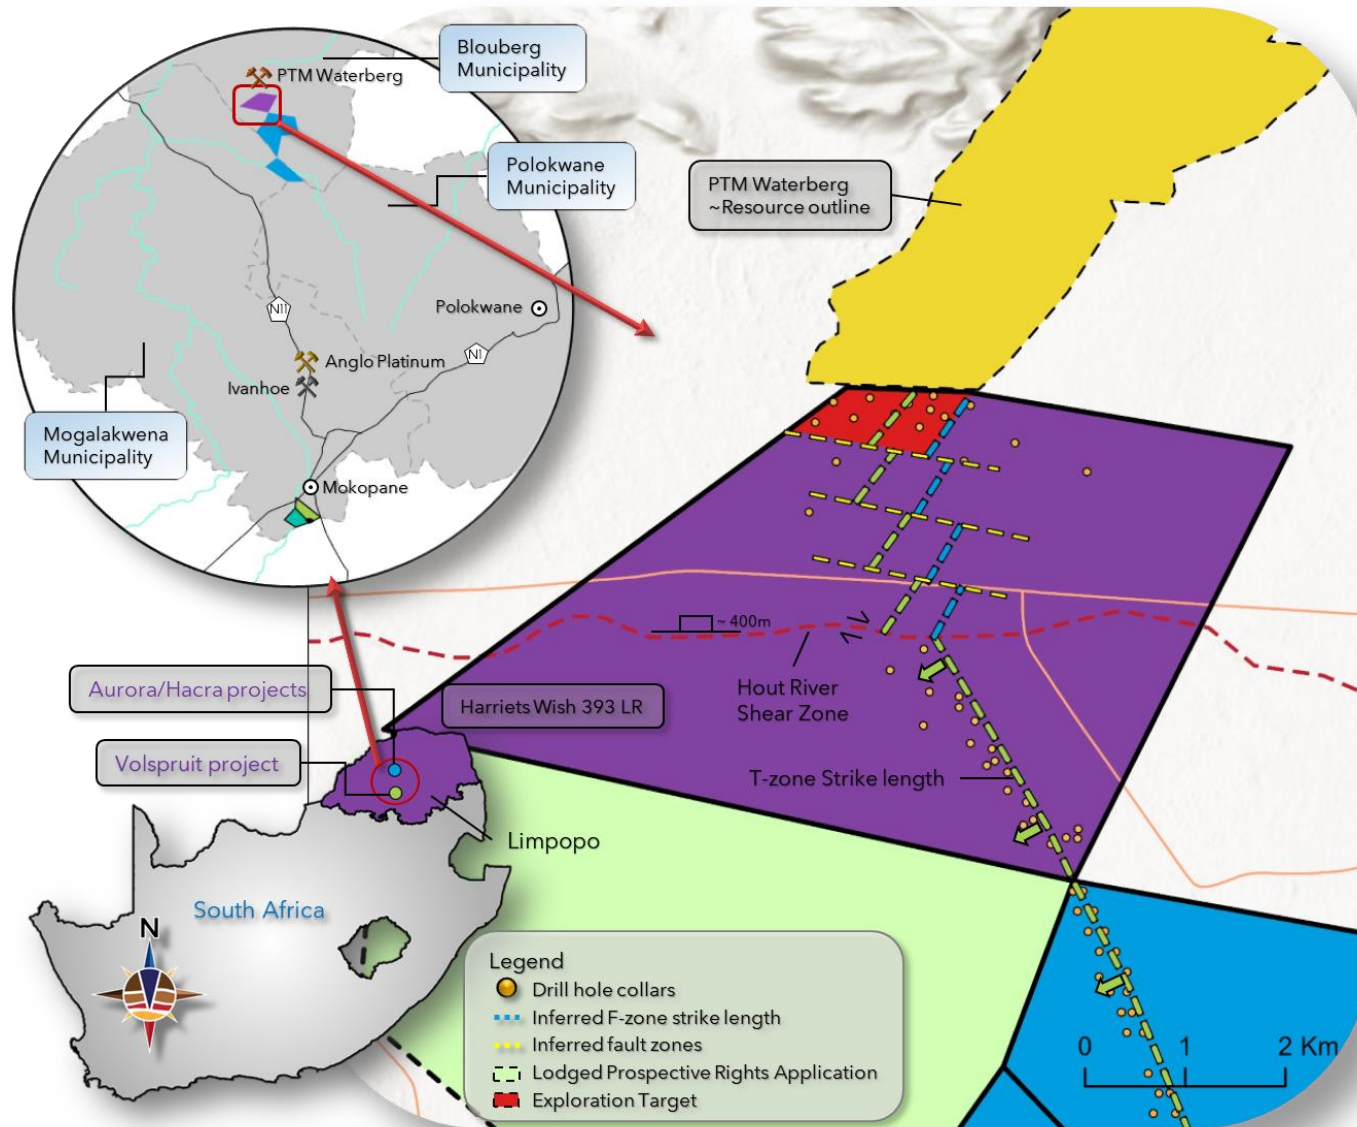 Blouberg
Municipality
PTM Waterberg
Polokwane
Municipality
PTM Waterberg
~Resource outline
N11
Polokwane
N1
Anglo Platinum
Ivanhoe
Mogalakwena
Municipality
Mokopane
~ 400m
Hout River
Shear Zone
Aurora/Hacra projects
Harriets Wish 393 LR
Volspruit project
T-zone Strike length
Limpopo
South Africa
N
Legend
Drill hole collars
Inferred F-zone strike length
Inferred fault zones
Lodged Prospective Rights Application
Exploration Target
0 1 2 Km